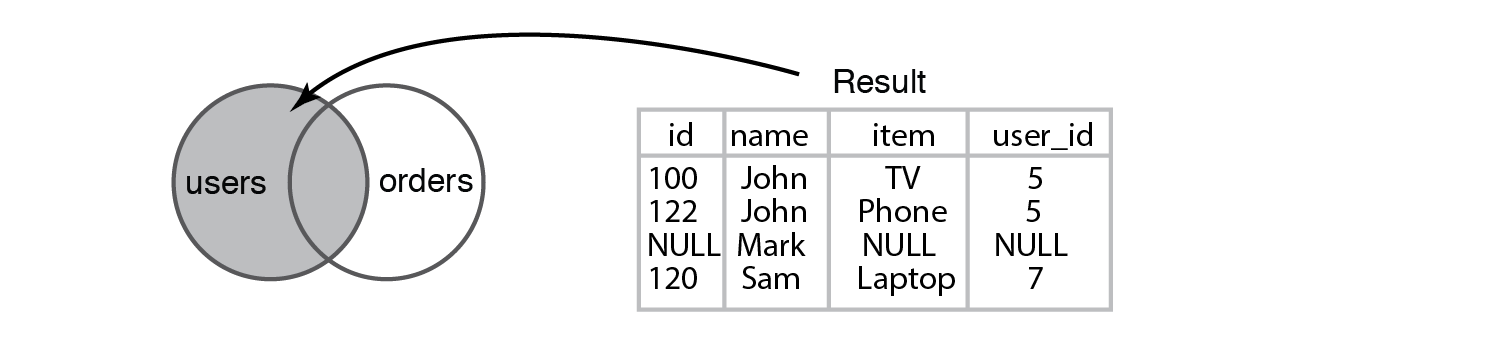 users
orders
Result
id name item user_id
100 John TV 5
122 John Phone 5
NULL Mark NULL NULL
120 Sam Laptop 7